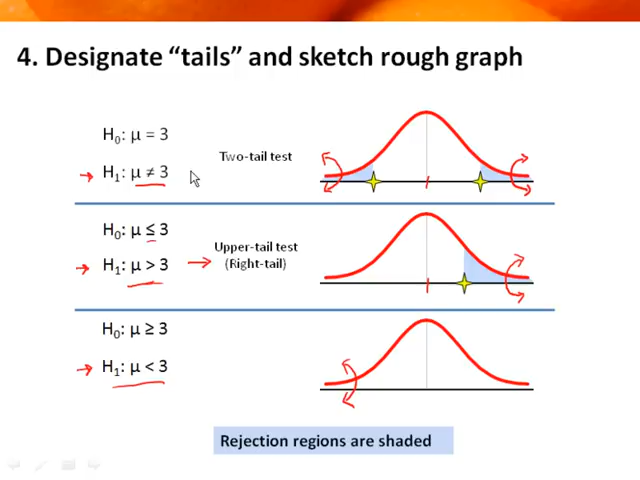 4. Designate “tails” and sketch rough graph
H₀: μ = 3
H₁: μ ≠ 3
Two-tail test
H₀: μ ≤ 3
H₁: μ > 3
Upper-tail test
(Right-tail)
H₀: μ ≥ 3
H₁: μ < 3
Rejection regions are shaded